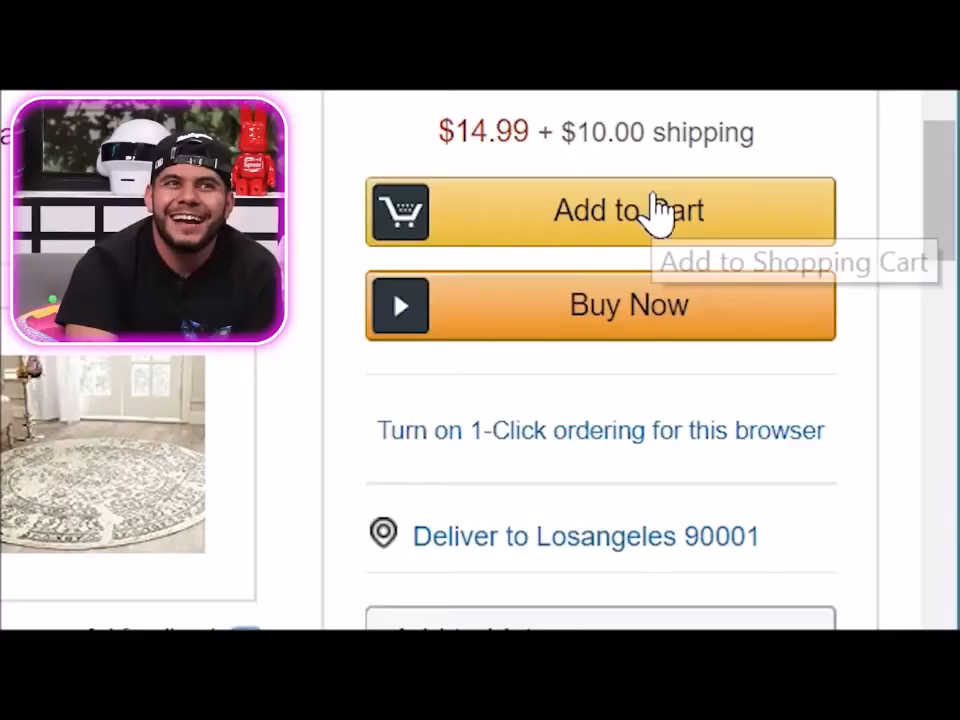 $14.99 + $10.00 shipping
Add to Cart
Add to Shopping Cart
Buy Now
Turn on 1-Click ordering for this browser
Deliver to Losangeles 90001
Supreme